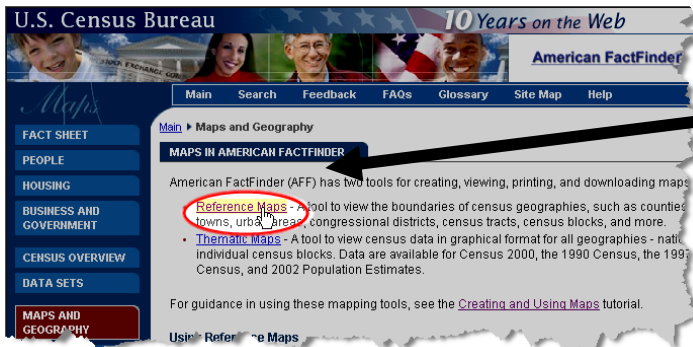 U.S. Census Bureau
10 Years on the Web
STOCK EXCHANGE
American FactFinder
Maps
Main Search Feedback FAQs Glossary Site Map Help
Main ▸ Maps and Geography
FACT SHEET
PEOPLE
HOUSING
BUSINESS AND
GOVERNMENT
CENSUS OVERVIEW
DATA SETS
MAPS AND
GEOGRAPHY
MAPS IN AMERICAN FACTFINDER
American FactFinder (AFF) has two tools for creating, viewing, printing, and downloading maps
• Reference Maps - A tool to view the boundaries of census geographies, such as counties
towns, urban areas, congressional districts, census tracts, census blocks, and more.
• Thematic Maps - A tool to view census data in graphical format for all geographies - natio
individual census blocks. Data are available for Census 2000, the 1990 Census, the 1997
Census, and 2002 Population Estimates.
For guidance in using these mapping tools, see the Creating and Using Maps tutorial.
Using Reference Maps